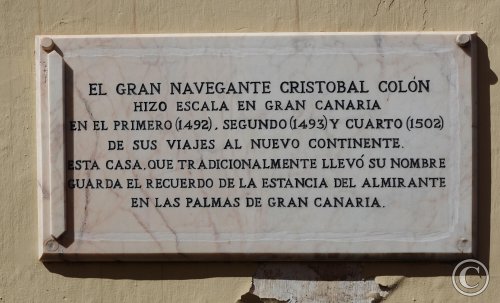 EL GRAN NAVEGANTE CRISTOBAL COLÓN
HIZO ESCALA EN GRAN CANARIA
EN EL PRIMERO (1492), SEGUNDO (1493) Y CUARTO (1502)
DE SUS VIAJES AL NUEVO CONTINENTE.
ESTA CASA, QUE TRADICIONALMENTE LLEVÓ SU NOMBRE
GUARDA EL RECUERDO DE LA ESTANCIA DEL ALMIRANTE
EN LAS PALMAS DE GRAN CANARIA.
©